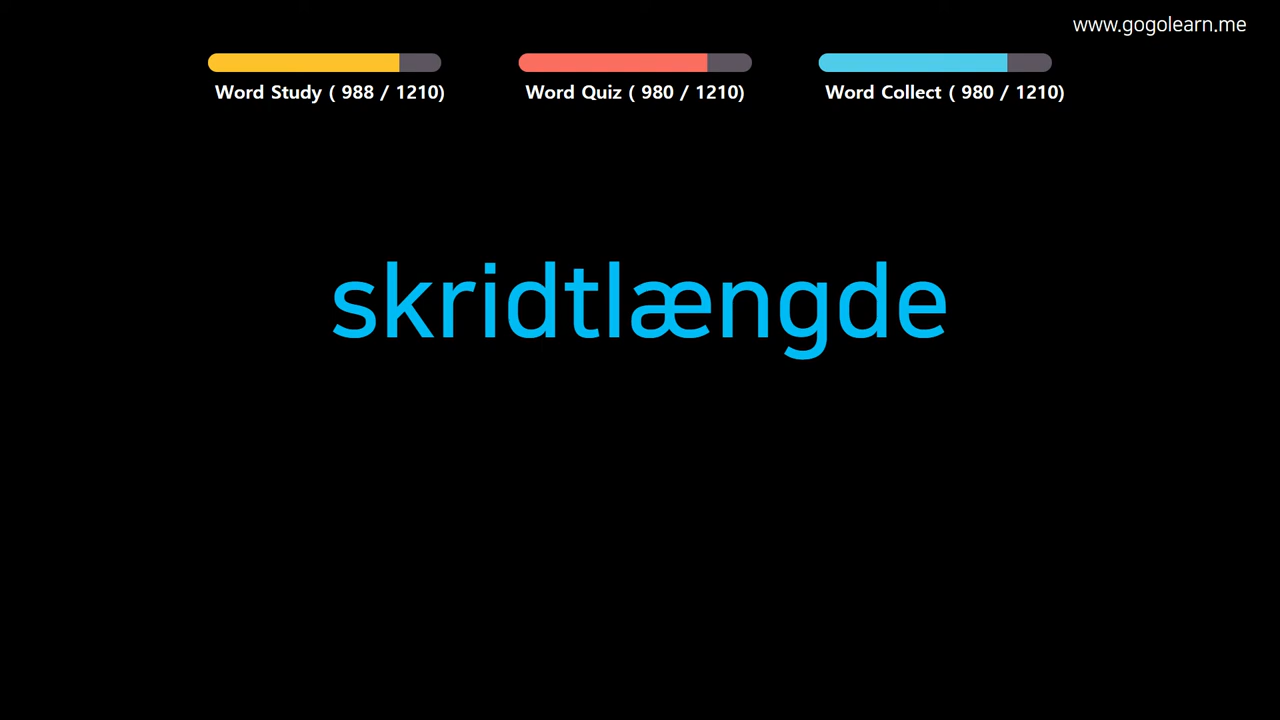 www.gogolearn.me
Word Study ( 988 / 1210)
Word Quiz ( 980 / 1210)
Word Collect ( 980 / 1210)
skridtlængde